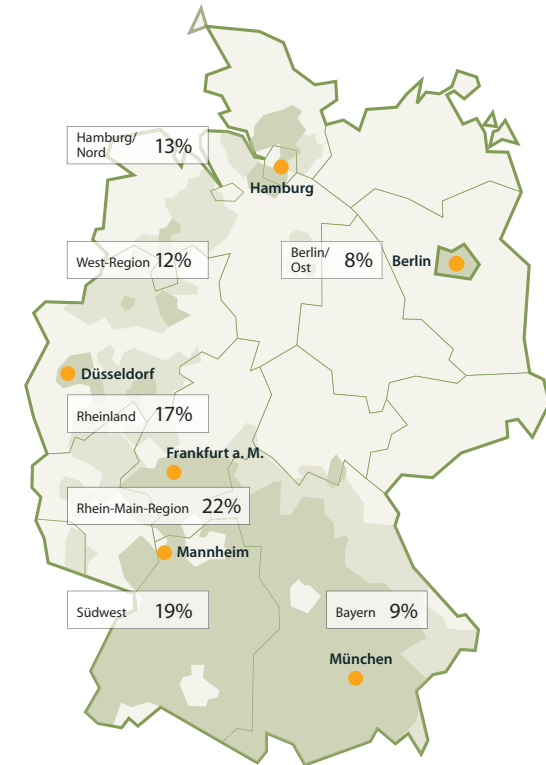 Hamburg/
Nord 13%
Hamburg
West-Region 12%
Berlin/
Ost 8%
Berlin
Düsseldorf
Rheinland 17%
Frankfurt a. M.
Rhein-Main-Region 22%
Mannheim
Südwest 19%
Bayern 9%
München